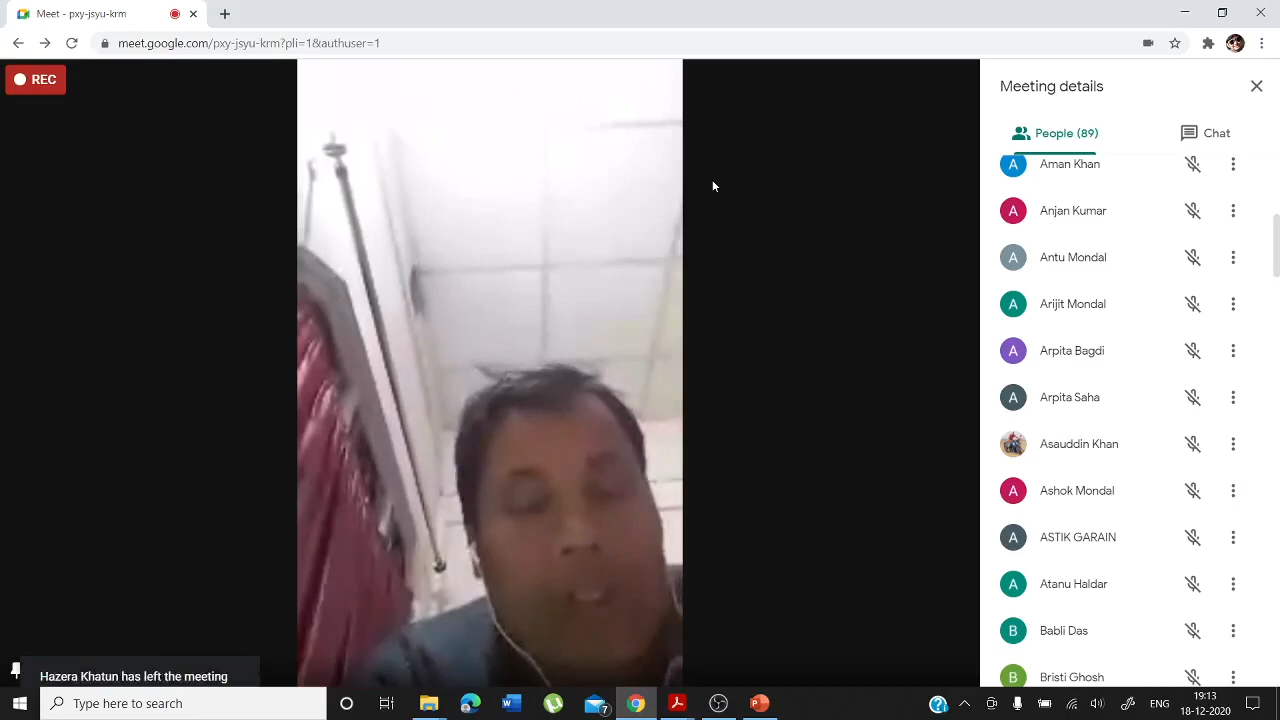 Meet - pxy-jsyu-krm
meet.google.com/pxy-jsyu-krm?pli=1&authuser=1
REC
Meeting details
People (89)
Chat
A Aman Khan
A Anjan Kumar
A Antu Mondal
A Arijit Mondal
A Arpita Bagdi
A Arpita Saha
Asauddin Khan
A Ashok Mondal
A ASTIK GARAIN
A Atanu Haldar
B Babli Das
B Bristi Ghosh
Hazera Khatun has left the meeting
Type here to search
7
ENG
19:13
18-12-2020